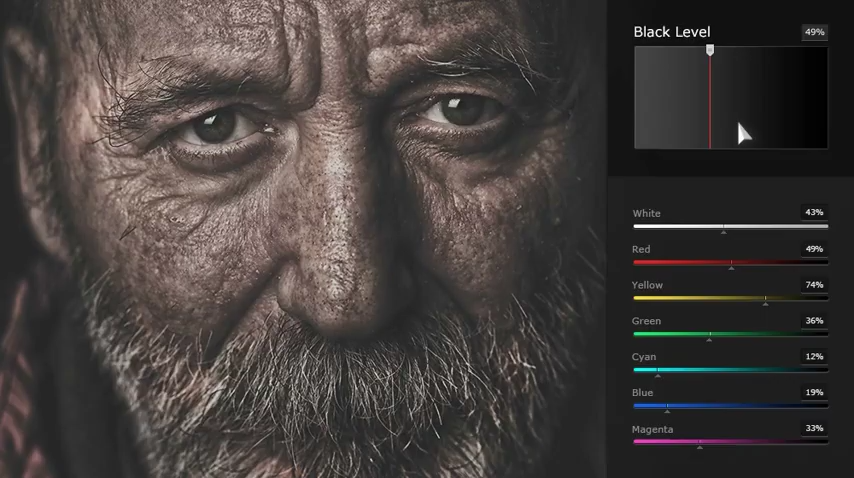 Black Level 49%
White 43%
Red 49%
Yellow 74%
Green 36%
Cyan 12%
Blue 19%
Magenta 33%